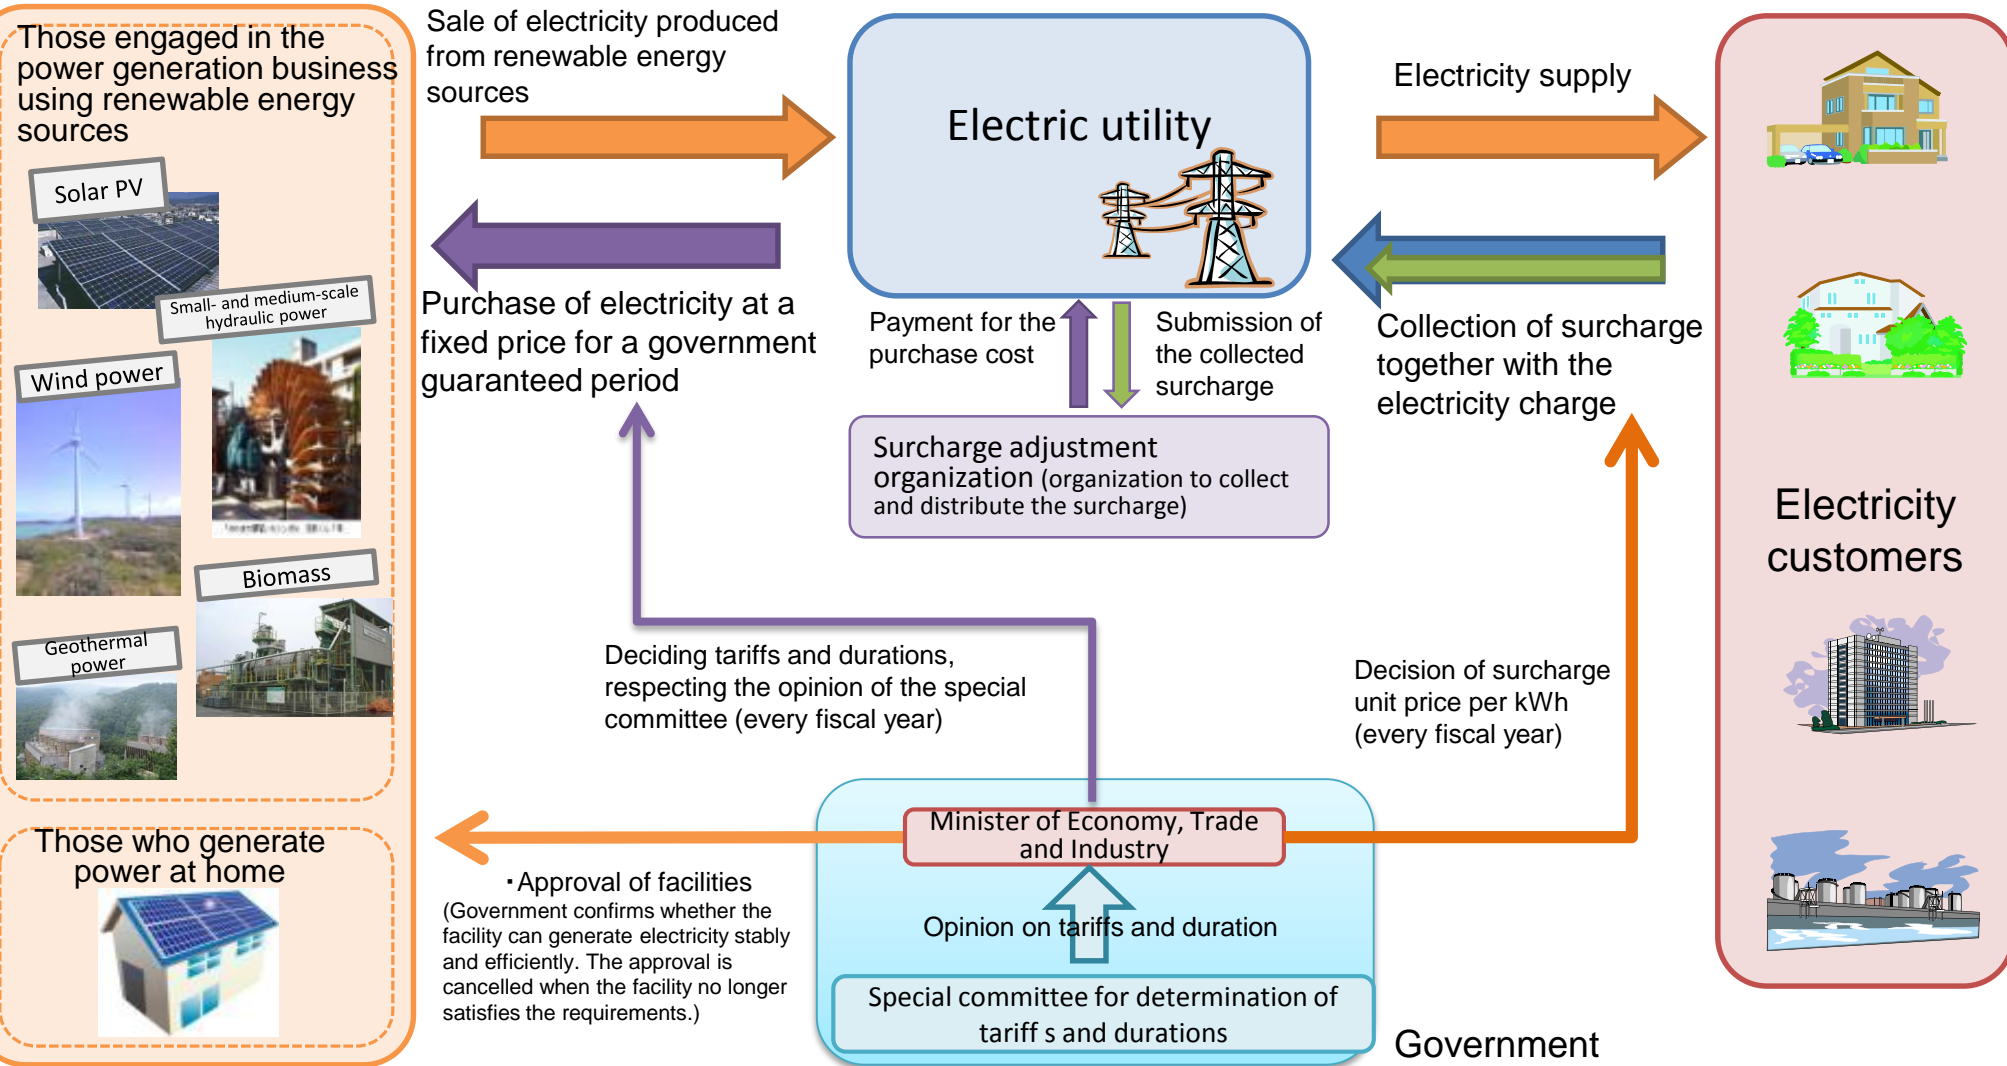 Those engaged in the
power generation business
using renewable energy
sources
Solar PV
Small- and medium-scale
hydraulic power
Wind power
Biomass
Geothermal
power
Those who generate
power at home
Sale of electricity produced
from renewable energy
sources
Purchase of electricity at a
fixed price for a government
guaranteed period
Electric utility
Payment for the
purchase cost
Submission of
the collected
surcharge
Surcharge adjustment
organization (organization to collect
and distribute the surcharge)
Electricity supply
Collection of surcharge
together with the
electricity charge
Electricity
customers
Deciding tariffs and durations,
respecting the opinion of the special
committee (every fiscal year)
Decision of surcharge
unit price per kWh
(every fiscal year)
Minister of Economy, Trade
and Industry
・Approval of facilities
(Government confirms whether the
facility can generate electricity stably
and efficiently. The approval is
cancelled when the facility no longer
satisfies the requirements.)
Opinion on tariffs and duration
Special committee for determination of
tariff s and durations
Government